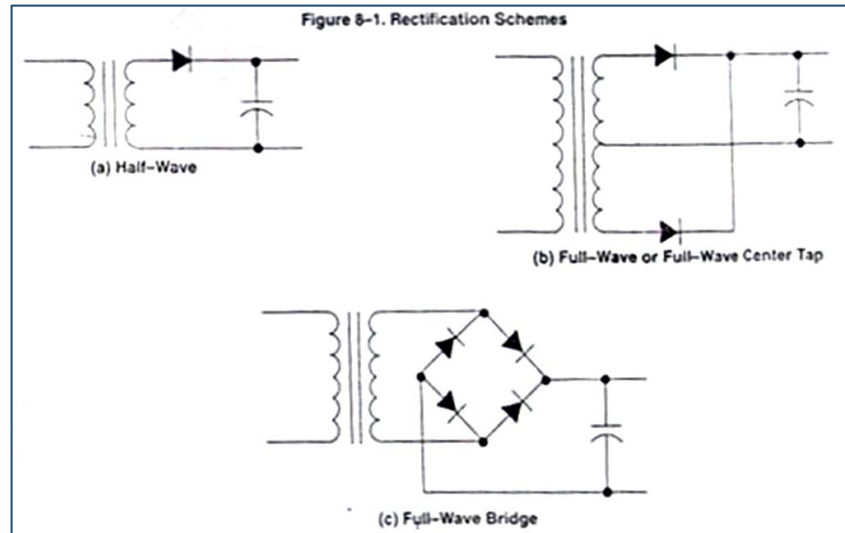 Figure 8-1. Rectification Schemes
(a) Half-Wave
(b) Full-Wave or Full-Wave Center Tap
(c) Full-Wave Bridge